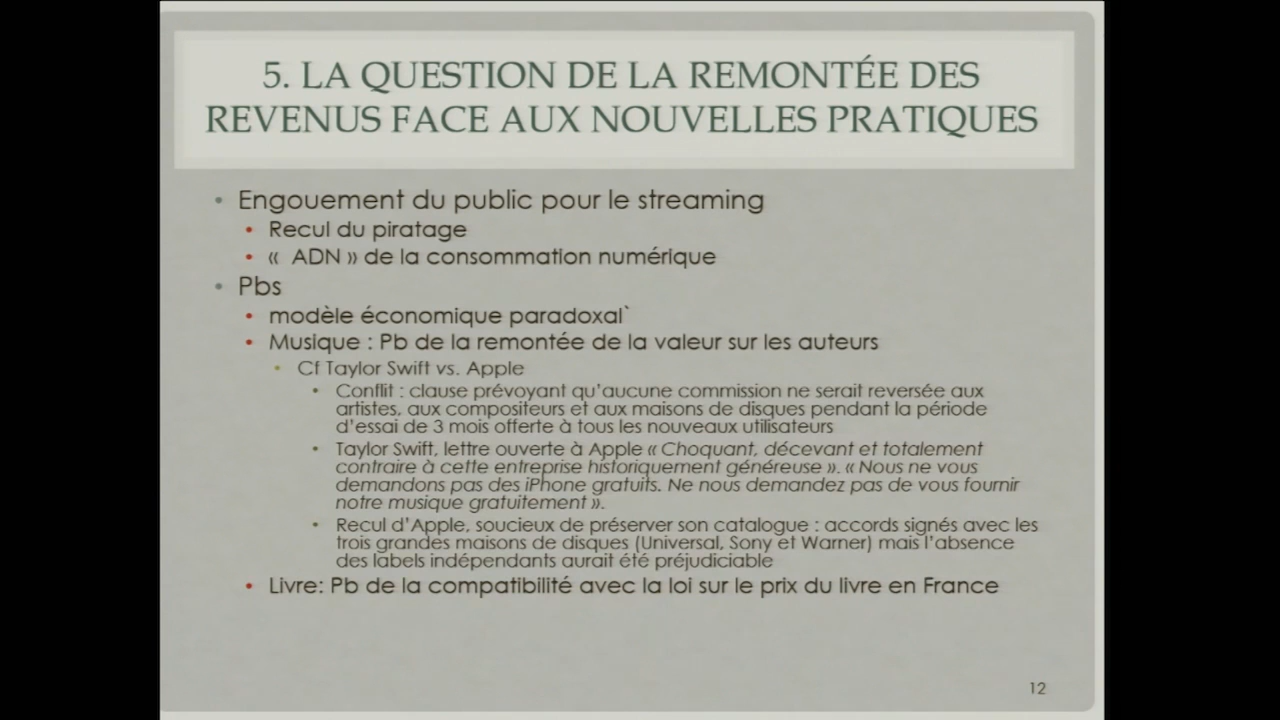 5. LA QUESTION DE LA REMONTÉE DES
REVENUS FACE AUX NOUVELLES PRATIQUES
• Engouement du public pour le streaming
• Recul du piratage
• «  ADN » de la consommation numérique
• Pbs
• modèle économique paradoxal`
• Musique : Pb de la remontée de la valeur sur les auteurs
• Cf Taylor Swift vs. Apple
• Conflit : clause prévoyant qu'aucune commission ne serait reversée aux
artistes, aux compositeurs et aux maisons de disques pendant la période
d'essai de 3 mois offerte à tous les nouveaux utilisateurs
• Taylor Swift, lettre ouverte à Apple « Choquant, décevant et totalement
contraire à cette entreprise historiquement généreuse ». « Nous ne vous
demandons pas des iPhone gratuits. Ne nous demandez pas de vous fournir
notre musique gratuitement ».
• Recul d'Apple, soucieux de préserver son catalogue : accords signés avec les
trois grandes maisons de disques (Universal, Sony et Warner) mais l'absence
des labels indépendants aurait été préjudiciable
• Livre: Pb de la compatibilité avec la loi sur le prix du livre en France
12